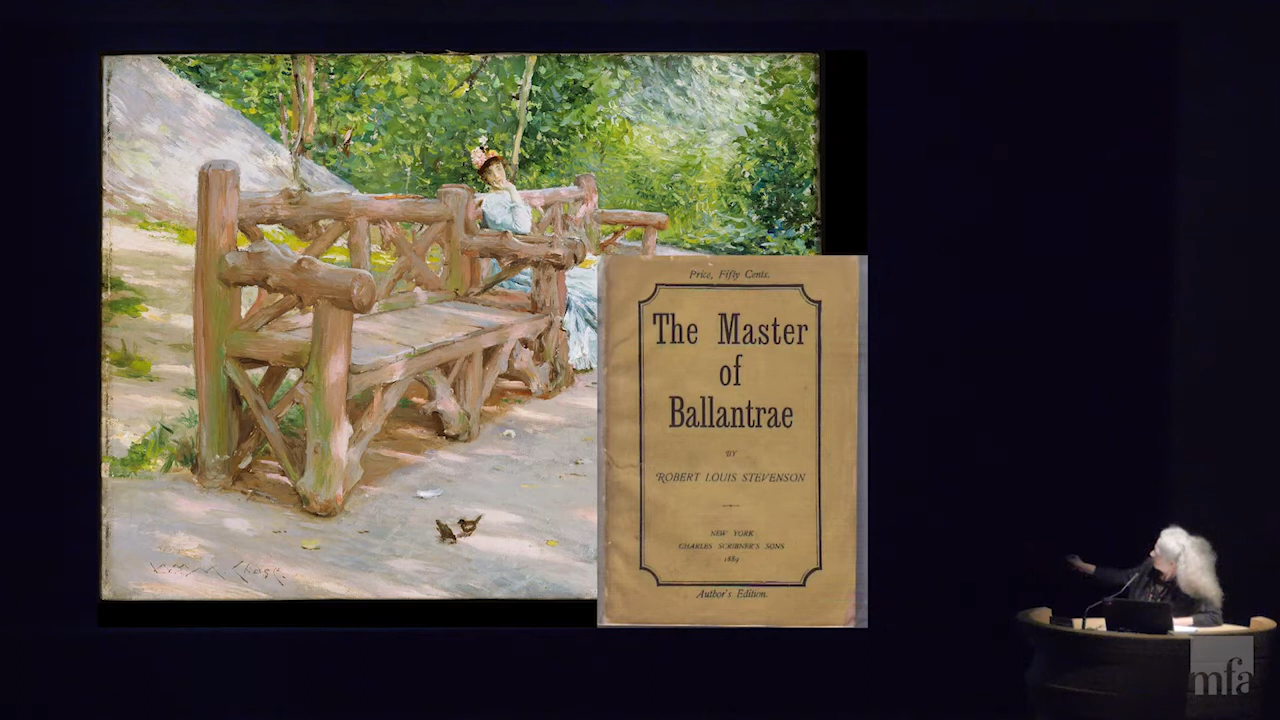 Price, Fifty Cents.
The Master
of
Ballantrae
BY
ROBERT LOUIS STEVENSON
NEW YORK
CHARLES SCRIBNER'S SONS
1889
Author's Edition.
Chase
mfa